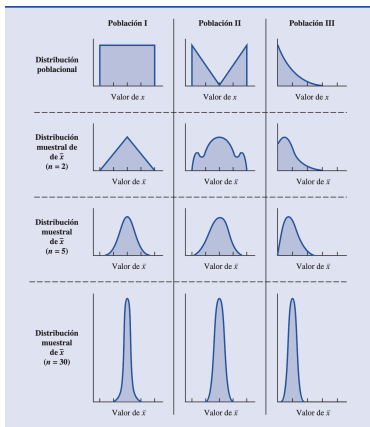 Población I
Población II
Población III
Distribución
poblacional
Valor de x
Valor de x
Valor de x
Distribución
muestral de
de x̄
(n = 2)
Valor de x̄
Valor de x̄
Valor de x̄
Distribución
muestral
de x̄
(n = 5)
Valor de x̄
Valor de x̄
Valor de x̄
Distribución
muestral
de x̄
(n = 30)
Valor de x̄
Valor de x̄
Valor de x̄